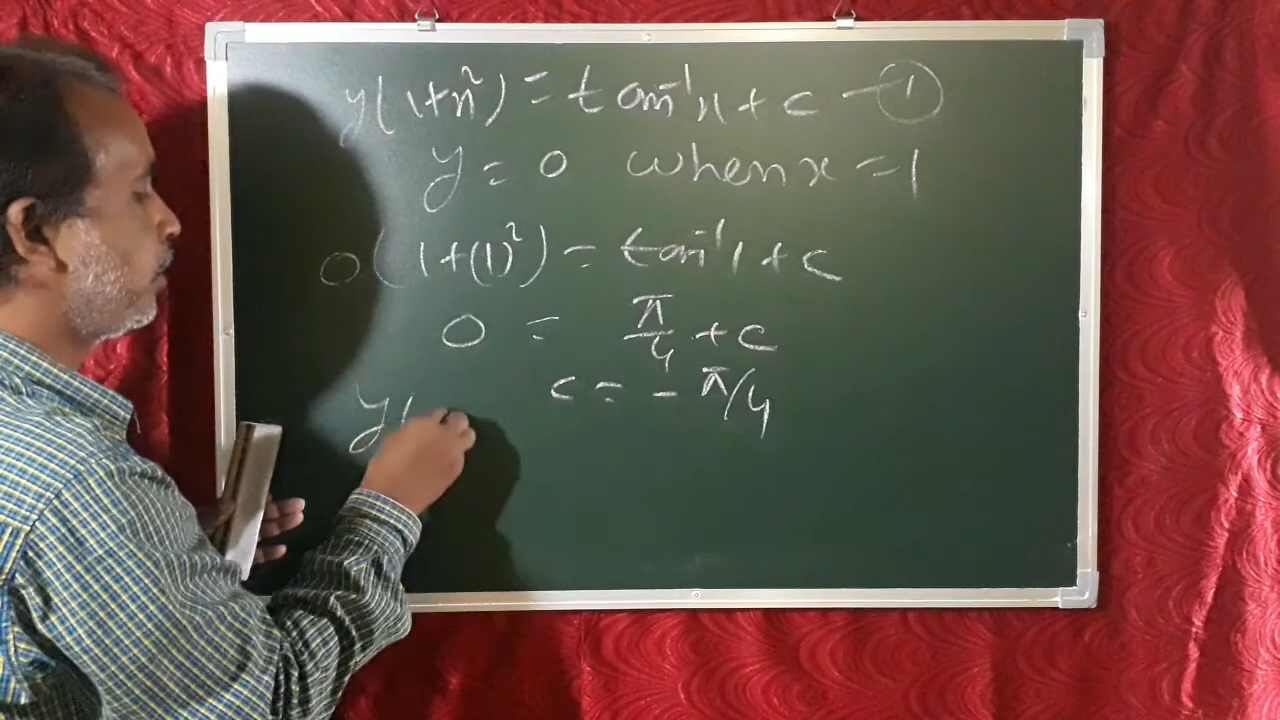 y(1+x²) = tan⁻¹x + c — ①
y = 0 when x = 1
0(1+(1)²) = tan⁻¹1 + c
0 = π/4 + c
c = - π/4
y(